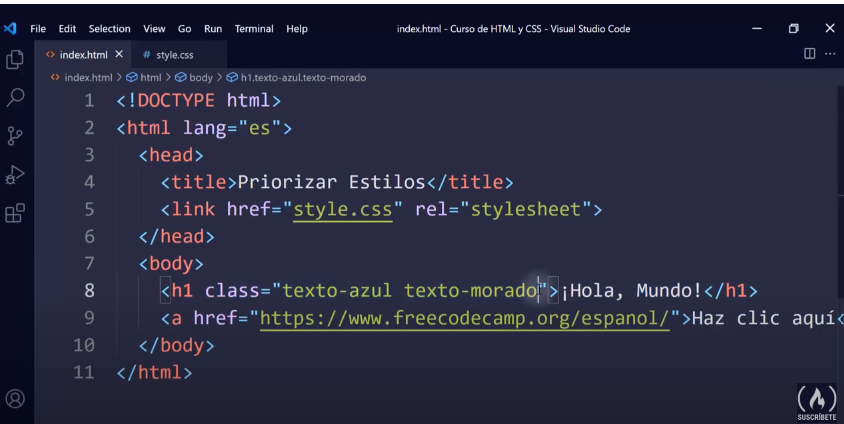 File Edit Selection View Go Run Terminal Help index.html - Curso de HTML y CSS - Visual Studio Code
index.html # style.css
index.html > html > body > h1.texto-azul.texto-morado
1 <!DOCTYPE html>
2 <html lang="es">
3 <head>
4 <title>Priorizar Estilos</title>
5 <link href="style.css" rel="stylesheet">
6 </head>
7 <body>
8 <h1 class="texto-azul texto-morado">¡Hola, Mundo!</h1>
9 <a href="https://www.freecodecamp.org/espanol/">Haz clic aquí<
10 </body>
11 </html>
SUSCRÍBETE